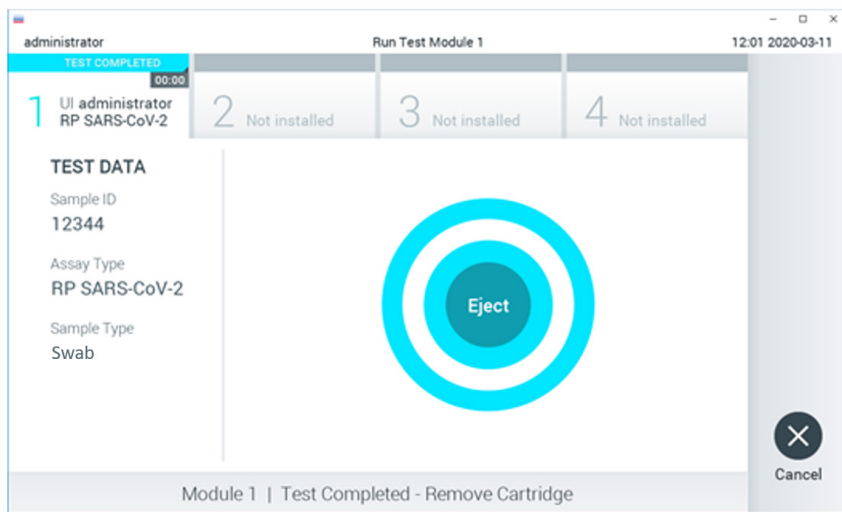 administrator Run Test Module 1 12:01 2020-03-11
TEST COMPLETED
00:00
1 UI administrator
RP SARS-CoV-2
2 Not installed
3 Not installed
4 Not installed
TEST DATA
Sample ID
12344
Assay Type
RP SARS-CoV-2
Sample Type
Swab
Eject
Cancel
Module 1 | Test Completed - Remove Cartridge